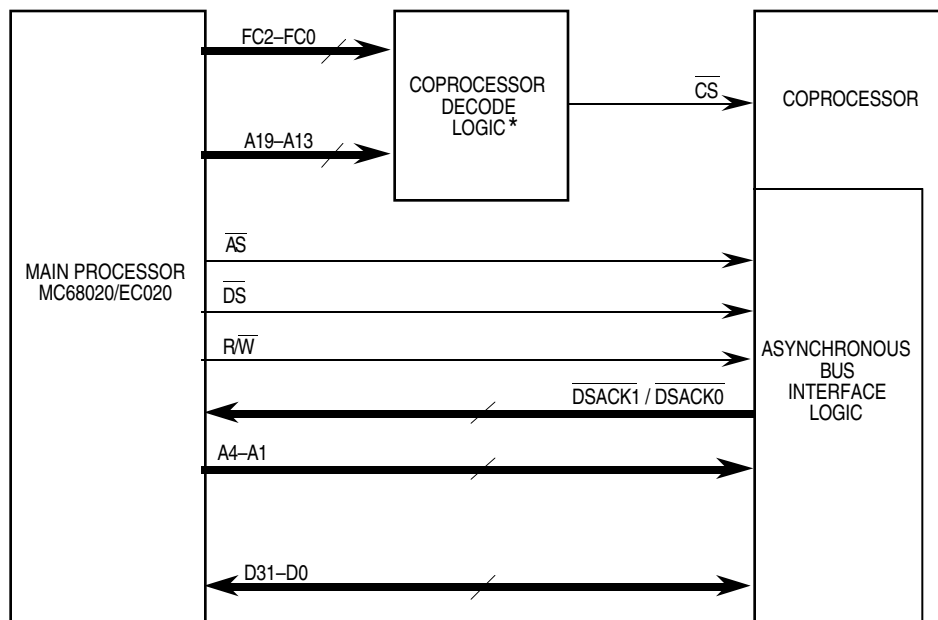 FC2–FC0
COPROCESSOR
DECODE
LOGIC*
CS
COPROCESSOR
A19–A13
MAIN PROCESSOR
MC68020/EC020
AS
DS
R/W
ASYNCHRONOUS
BUS
INTERFACE
LOGIC
DSACK1 / DSACK0
A4–A1
D31–D0